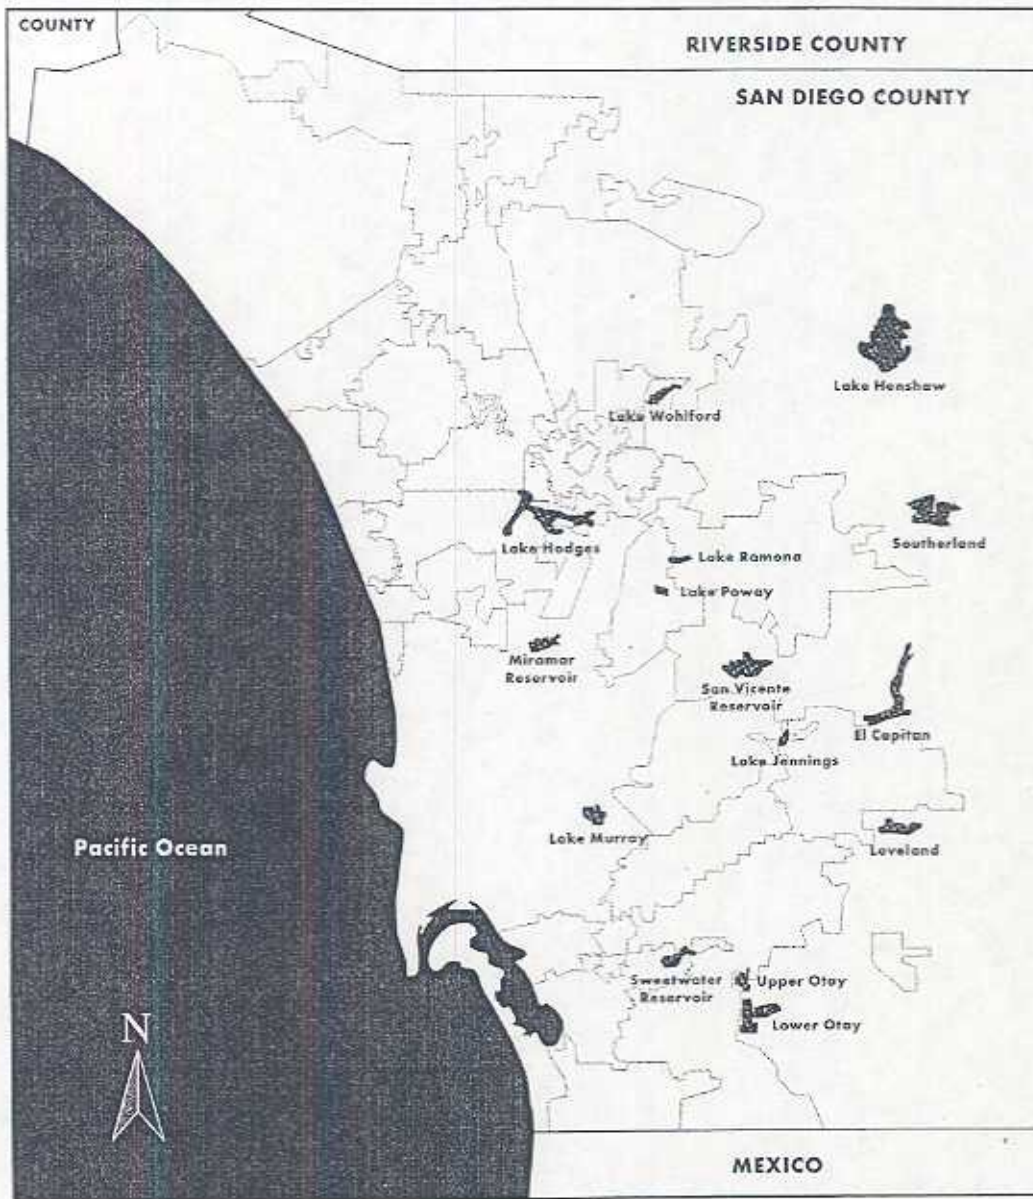 COUNTY
RIVERSIDE COUNTY
SAN DIEGO COUNTY
Lake Henshaw
Lake Wohlford
Lake Hodges
Southerland
Lake Ramona
Lake Poway
Miramar
Reservoir
San Vicente
Reservoir
El Capitan
Lake Jennings
Lake Murray
Loveland
Pacific Ocean
Sweetwater
Reservoir
Upper Otay
Lower Otay
N
MEXICO